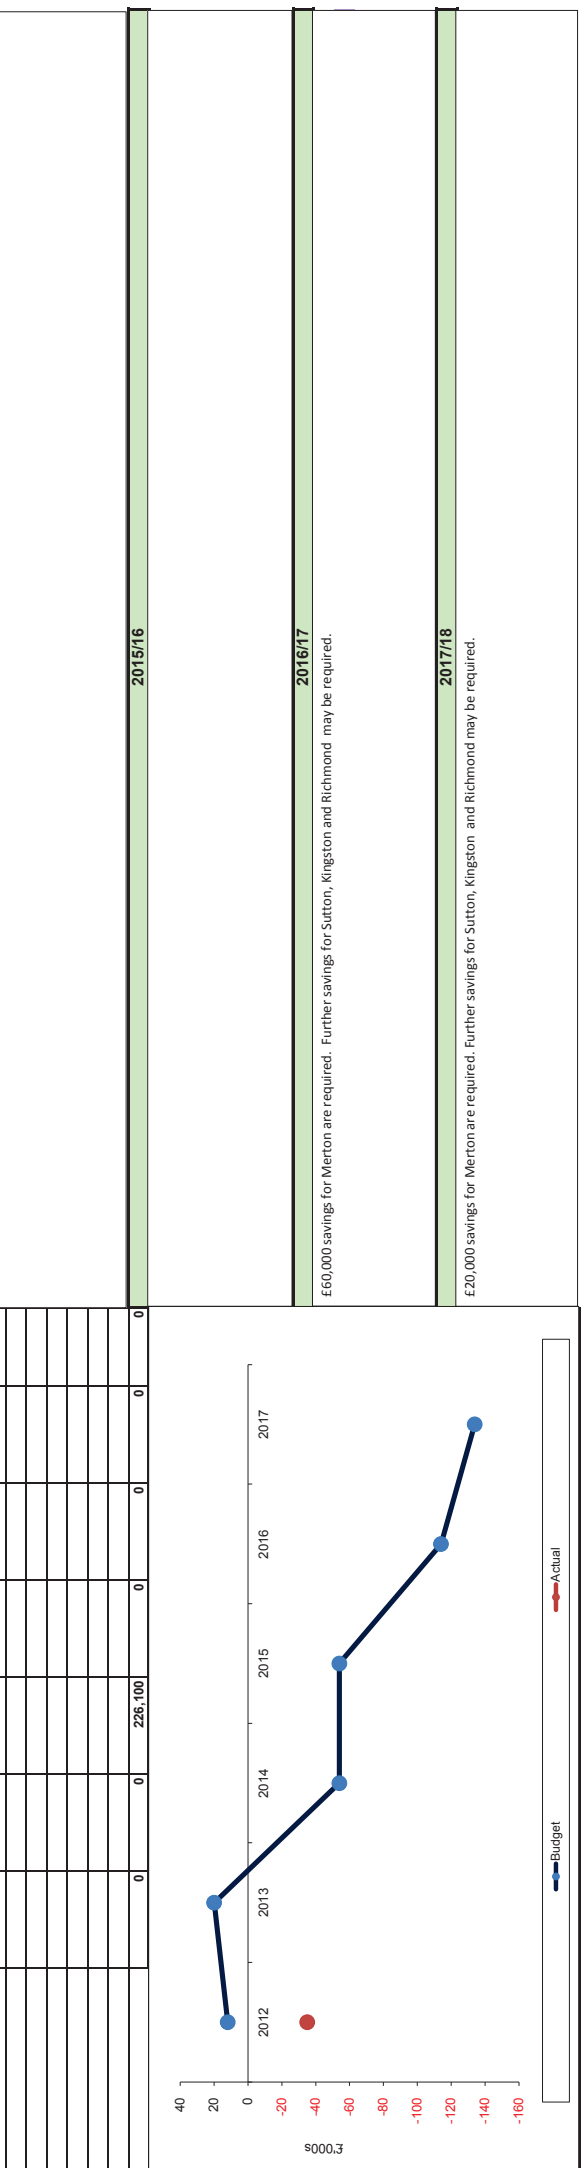 0 0 226,100 0 0 0 0
£'000s
40
20
0
-20
-40
-60
-80
-100
-120
-140
-160
2012 2013 2014 2015 2016 2017
Budget Actual
2015/16
2016/17
£60,000 savings for Merton are required. Further savings for Sutton, Kingston and Richmond may be required.
2017/18
£20,000 savings for Merton are required. Further savings for Sutton, Kingston and Richmond may be required.